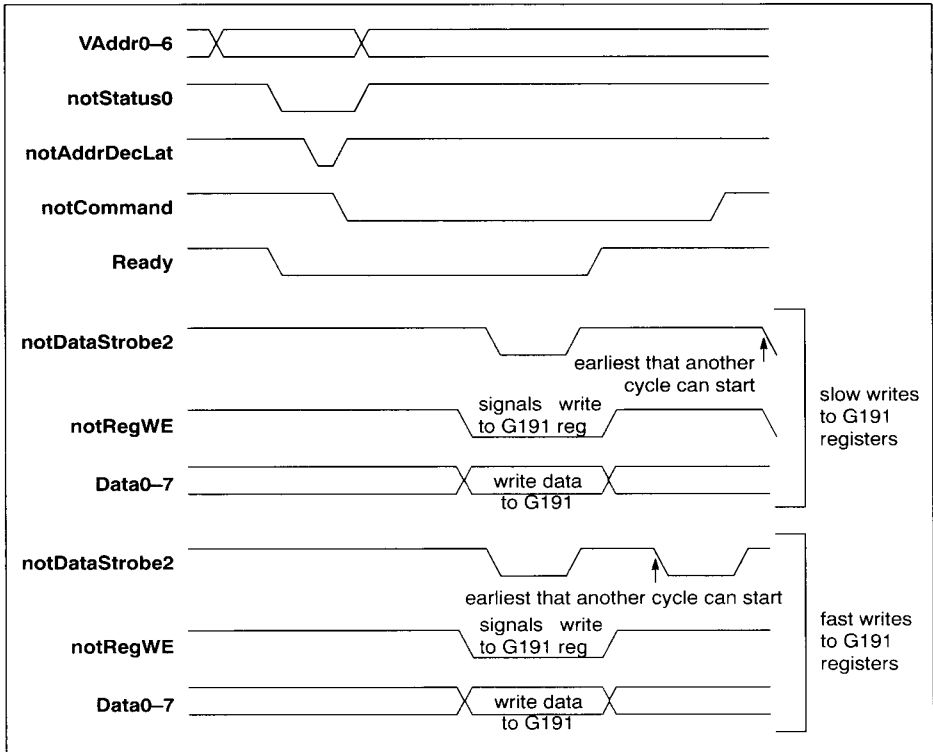 VAddr0–6
notStatus0
notAddrDecLat
notCommand
Ready
notDataStrobe2
earliest that another
cycle can start
notRegWE
signals write
to G191 reg
Data0–7
write data
to G191
slow writes
to G191
registers
notDataStrobe2
earliest that another cycle can start
notRegWE
signals write
to G191 reg
Data0–7
write data
to G191
fast writes
to G191
registers